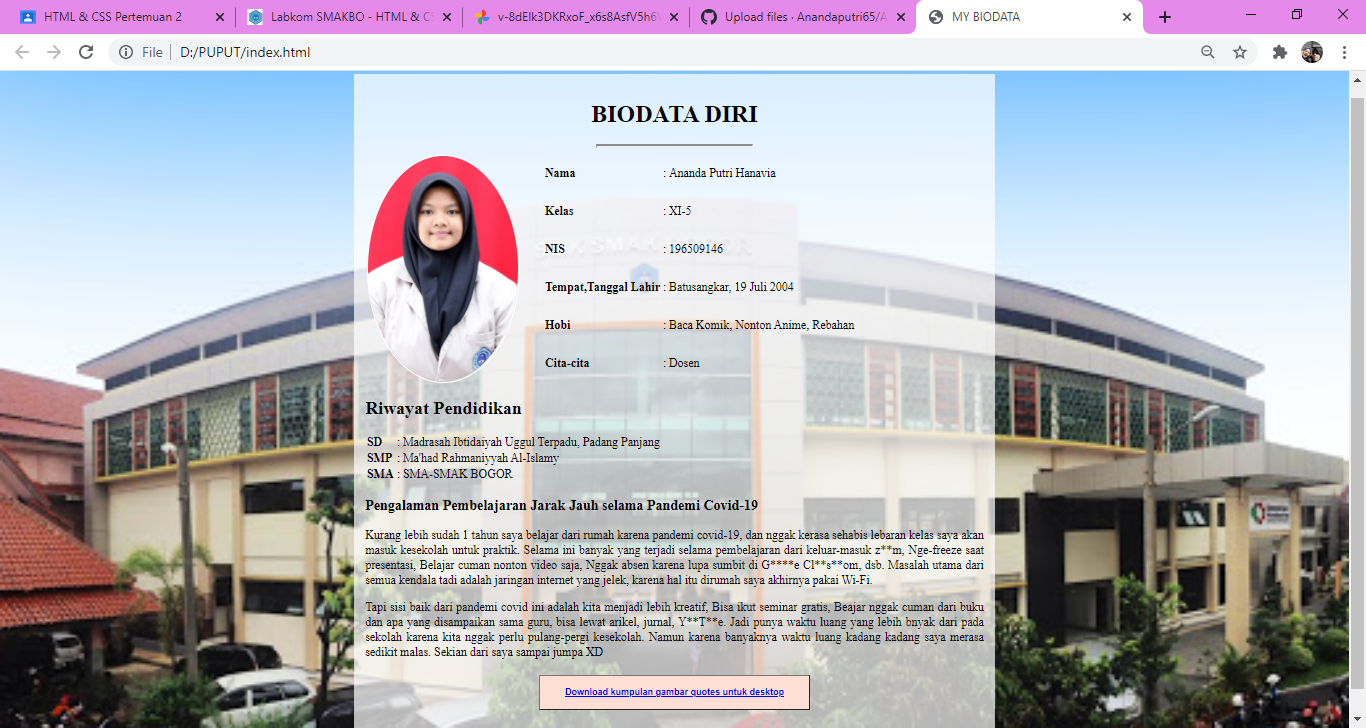 HTML & CSS Pertemuan 2
Labkom SMAKBO - HTML & CS
v-8dElk3DKRxoF_x6s8AsfV5h6
Upload files · Anandaputri65/A
MY BIODATA
File
D:/PUPUT/index.html
BIODATA DIRI
Nama : Ananda Putri Hanavia
Kelas : XI-5
NIS : 196509146
Tempat,Tanggal Lahir : Batusangkar, 19 Juli 2004
Hobi : Baca Komik, Nonton Anime, Rebahan
Cita-cita : Dosen
Riwayat Pendidikan
SD : Madrasah Ibtidaiyah Uggul Terpadu, Padang Panjang
SMP : Ma'had Rahmaniyyah Al-Islamy
SMA : SMA-SMAK BOGOR
Pengalaman Pembelajaran Jarak Jauh selama Pandemi Covid-19
Kurang lebih sudah 1 tahun saya belajar dari rumah karena pandemi covid-19, dan nggak kerasa sehabis lebaran kelas saya akan
masuk kesekolah untuk praktik. Selama ini banyak yang terjadi selama pembelajaran dari keluar-masuk z**m, Nge-freeze saat
presentasi, Belajar cuman nonton video saja, Nggak absen karena lupa sumbit di G****e Cl**s**om, dsb. Masalah utama dari
semua kendala tadi adalah jaringan internet yang jelek, karena hal itu dirumah saya akhirnya pakai Wi-Fi.
Tapi sisi baik dari pandemi covid ini adalah kita menjadi lebih kreatif, Bisa ikut seminar gratis, Beajar nggak cuman dari buku
dan apa yang disampaikan sama guru, bisa lewat arikel, jurnal, Y**T**e. Jadi punya waktu luang yang lebih bnyak dari pada
sekolah karena kita nggak perlu pulang-pergi kesekolah. Namun karena banyaknya waktu luang kadang kadang saya merasa
sedikit malas. Sekian dari saya sampai jumpa XD
Download kumpulan gambar quotes untuk desktop